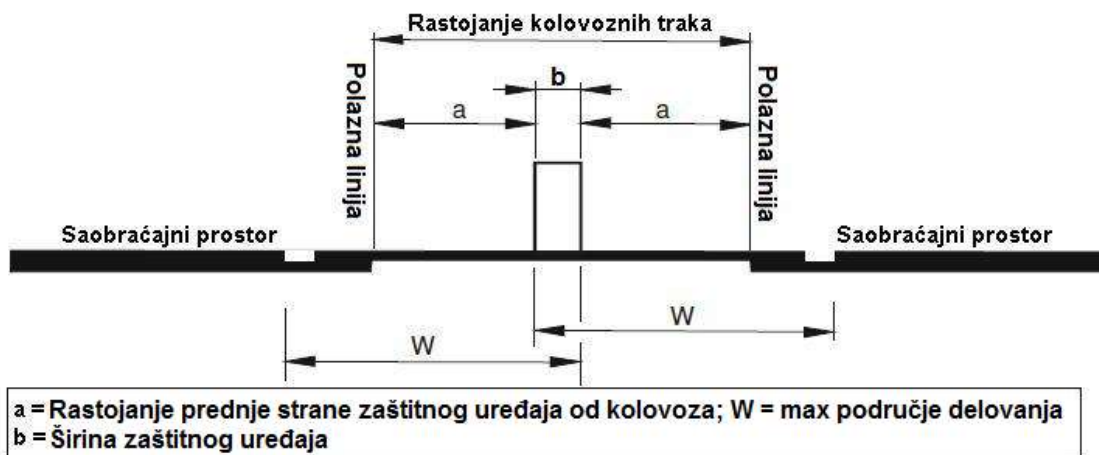 Rastojanje kolovoznih traka
Polazna linija
b
a
a
Polazna linija
Saobraćajni prostor
Saobraćajni prostor
W
W
a = Rastojanje prednje strane zaštitnog uređaja od kolovoza; W = max područje delovanja
b = Širina zaštitnog uređaja